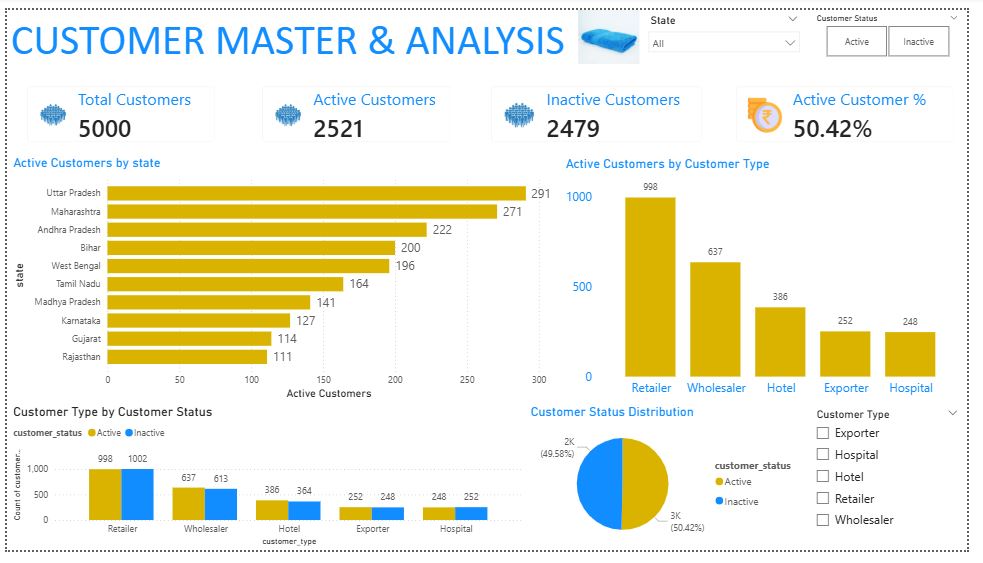 CUSTOMER MASTER & ANALYSIS
State
All
Customer Status
Active
Inactive
Total Customers
5000
Active Customers
2521
Inactive Customers
2479
Active Customer %
50.42%
Active Customers by state
state
Uttar Pradesh 291
Maharashtra 271
Andhra Pradesh 222
Bihar 200
West Bengal 196
Tamil Nadu 164
Madhya Pradesh 141
Karnataka 127
Gujarat 114
Rajasthan 111
0 50 100 150 200 250 300
Active Customers
Active Customers by Customer Type
1000
500
0
998
637
386
252
248
Retailer Wholesaler Hotel Exporter Hospital
Customer Type by Customer Status
customer_status Active Inactive
Count of customer...
1,000
500
0
998 1002
637 613
386 364
252 248
248 252
Retailer Wholesaler Hotel Exporter Hospital
customer_type
Customer Status Distribution
2K
(49.58%)
3K
(50.42%)
customer_status
Active
Inactive
Customer Type
Exporter
Hospital
Hotel
Retailer
Wholesaler